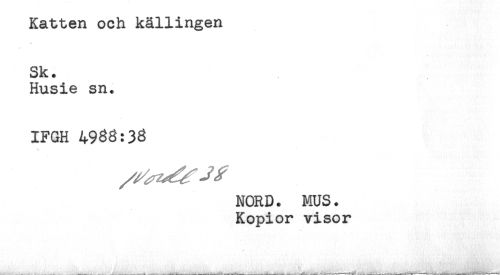 Katten och källingen
Sk.
Husie sn.
IFGH 4988:38
Nordl 38
NORD. MUS.
Kopior visor